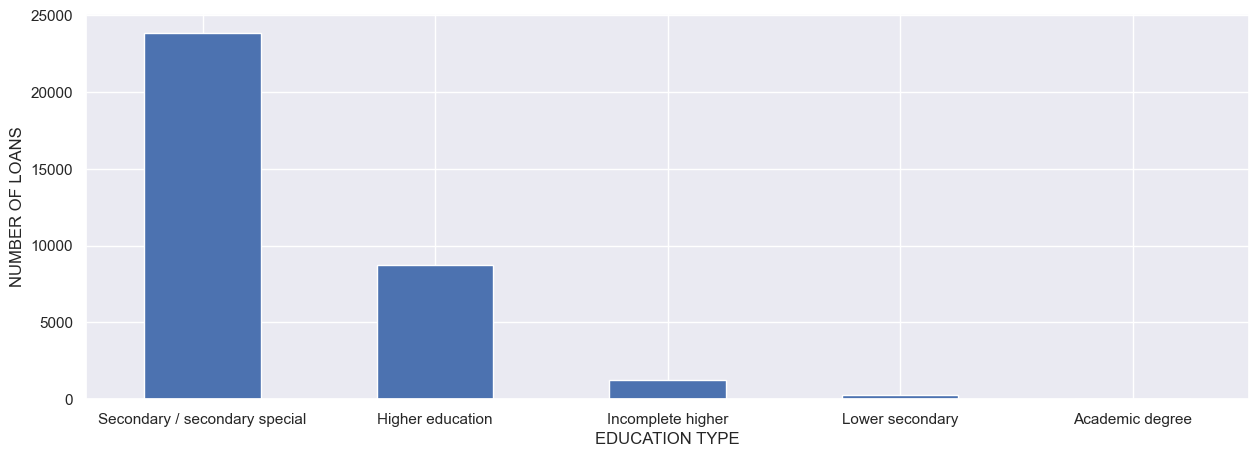 25000
20000
15000
10000
5000
0
NUMBER OF LOANS
Secondary / secondary special
Higher education
Incomplete higher
Lower secondary
Academic degree
EDUCATION TYPE